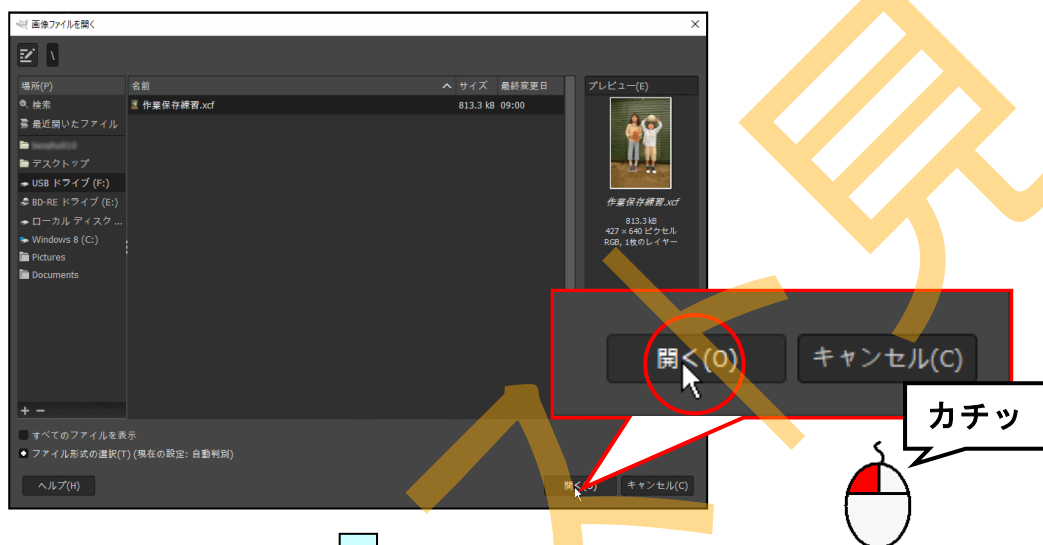 画像ファイルを開く
\
場所(P)
検索
最近開いたファイル
デスクトップ
USB ドライブ (F:)
BD-RE ドライブ (E:)
ローカル ディスク ...
Windows 8 (C:)
Pictures
Documents
名前 サイズ 最終変更日
作業保存練習.xcf 813.3 kB 09:00
プレビュー(E)
作業保存練習.xcf
813.3 kB
427 × 640 ピクセル
RGB, 1枚のレイヤー
開く(O) キャンセル(C)
カチッ
すべてのファイルを表示
ファイル形式の選択(T) (現在の設定: 自動判別)
ヘルプ(H)
開く(O) キャンセル(C)